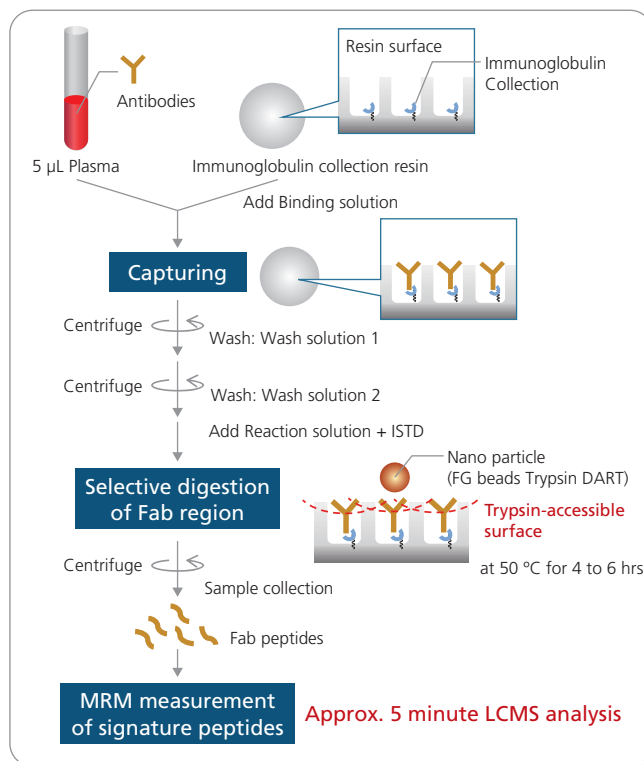 Resin surface
Immunoglobulin
Collection
Antibodies
5 µL Plasma
Immunoglobulin collection resin
Add Binding solution
Capturing
Centrifuge
Wash: Wash solution 1
Centrifuge
Wash: Wash solution 2
Add Reaction solution + ISTD
Selective digestion
of Fab region
Nano particle
(FG beads Trypsin DART)
Trypsin-accessible
surface
at 50 ºC for 4 to 6 hrs
Centrifuge
Sample collection
Fab peptides
MRM measurement
of signature peptides
Approx. 5 minute LCMS analysis